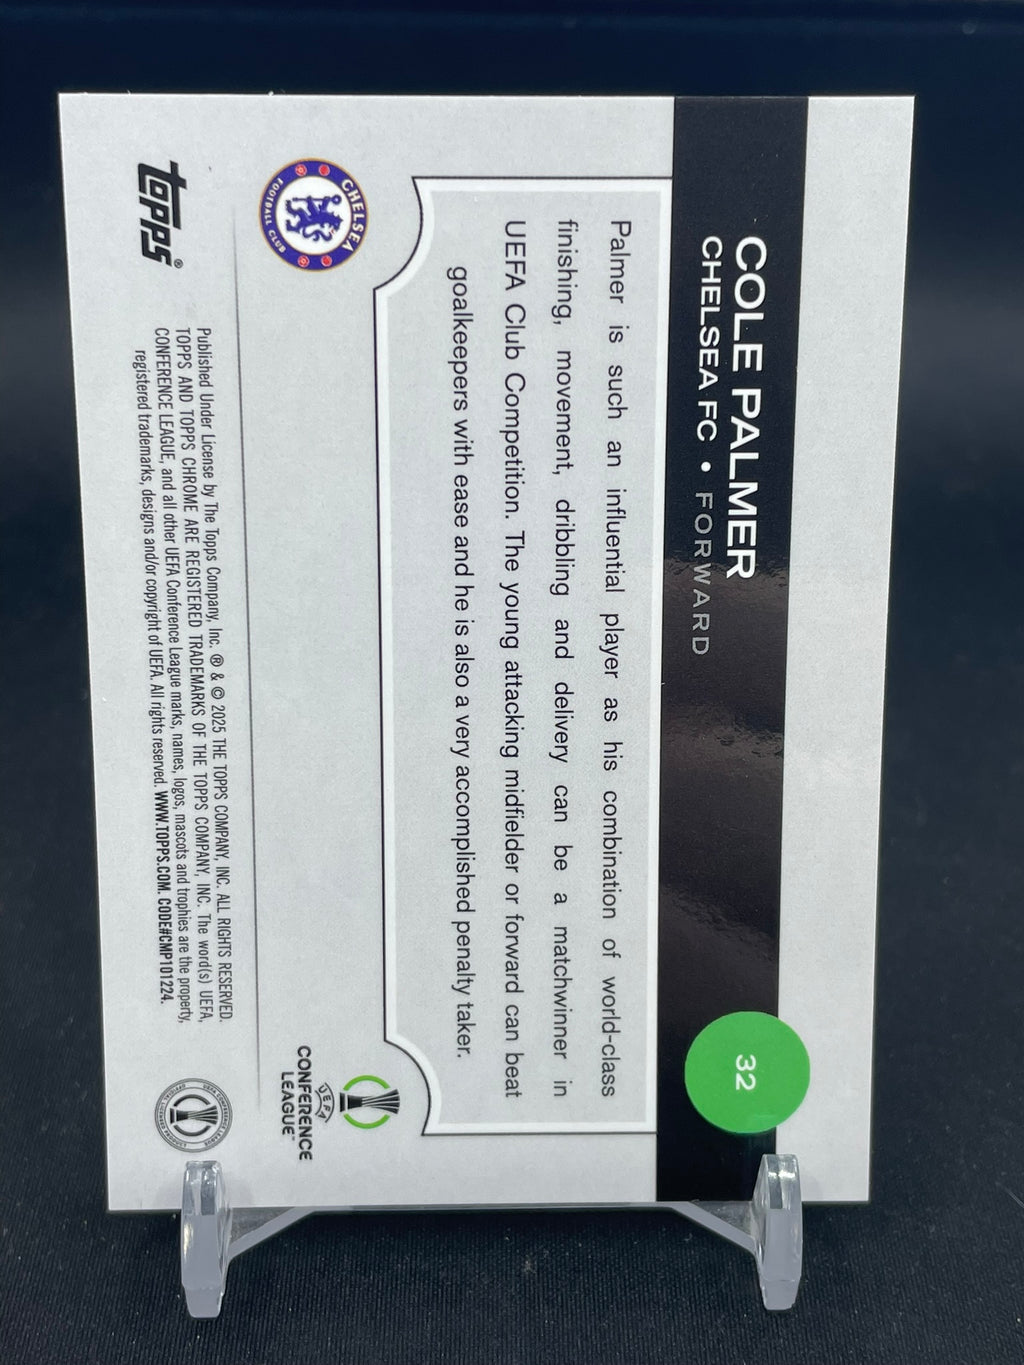 COLE PALMER
CHELSEA FC • FORWARD
32
Palmer is such an influential player as his combination of world-class
finishing, movement, dribbling and delivery can be a matchwinner in
UEFA Club Competition. The young attacking midfielder or forward can beat
goalkeepers with ease and he is also a very accomplished penalty taker.
CHELSEA
FOOTBALL CLUB
UEFA
CONFERENCE
LEAGUE™
topps®
Published Under License by The Topps Company, Inc. ® & © 2025 THE TOPPS COMPANY, INC. ALL RIGHTS RESERVED.
TOPPS AND TOPPS CHROME ARE REGISTERED TRADEMARKS OF THE TOPPS COMPANY, INC. The word(s) UEFA,
CONFERENCE LEAGUE, and all other UEFA Conference League marks, names, logos, mascots and trophies are the property,
registered trademarks, designs and/or copyright of UEFA. All rights reserved. WWW.TOPPS.COM. CODE#CMP101224.